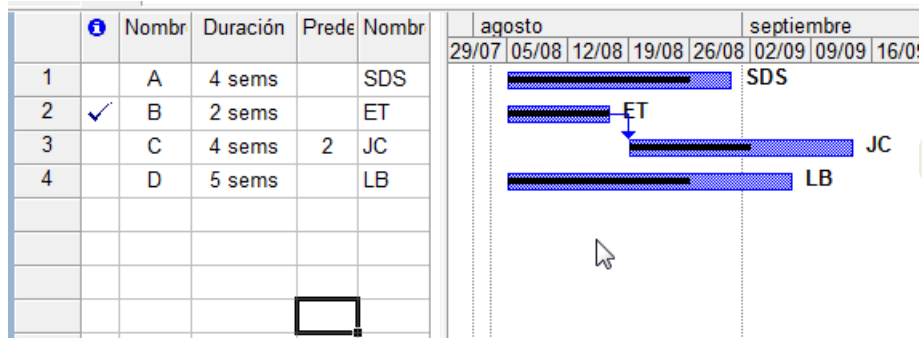 Nombr Duración Prede Nombr agosto septiembre
29/07 05/08 12/08 19/08 26/08 02/09 09/09 16/09
1 A 4 sems SDS SDS
2 B 2 sems ET ET
3 C 4 sems 2 JC JC
4 D 5 sems LB LB